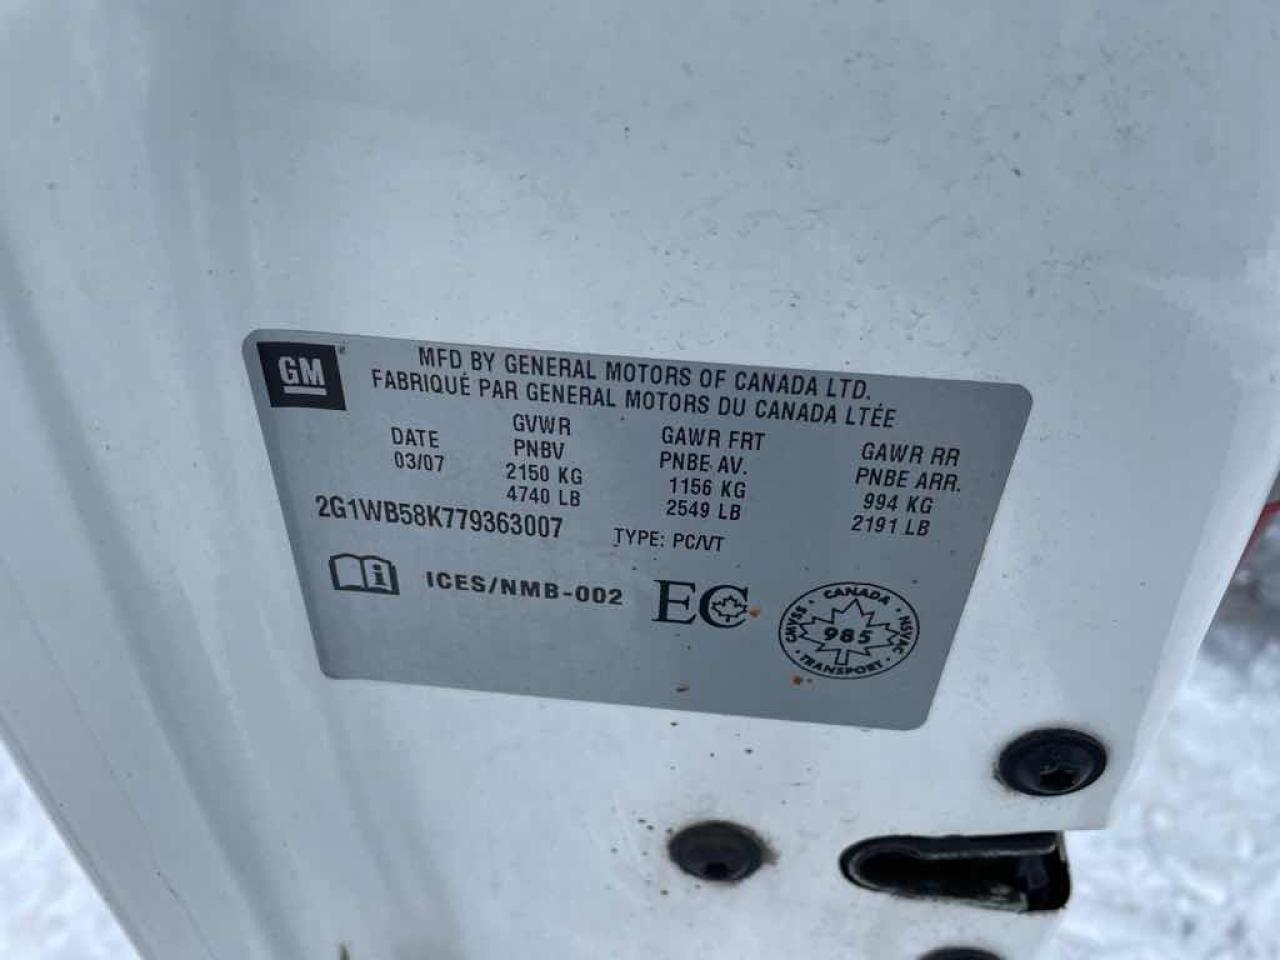 GM
MFD BY GENERAL MOTORS OF CANADA LTD.
FABRIQUÉ PAR GENERAL MOTORS DU CANADA LTÉE
DATE
03/07
GVWR
PNBV
2150 KG
4740 LB
GAWR FRT
PNBE AV.
1156 KG
2549 LB
GAWR RR
PNBE ARR.
994 KG
2191 LB
2G1WB58K779363007
TYPE: PC/VT
i
ICES/NMB-002
EC
CANADA
CMVSS
985
NSVAC
TRANSPORT